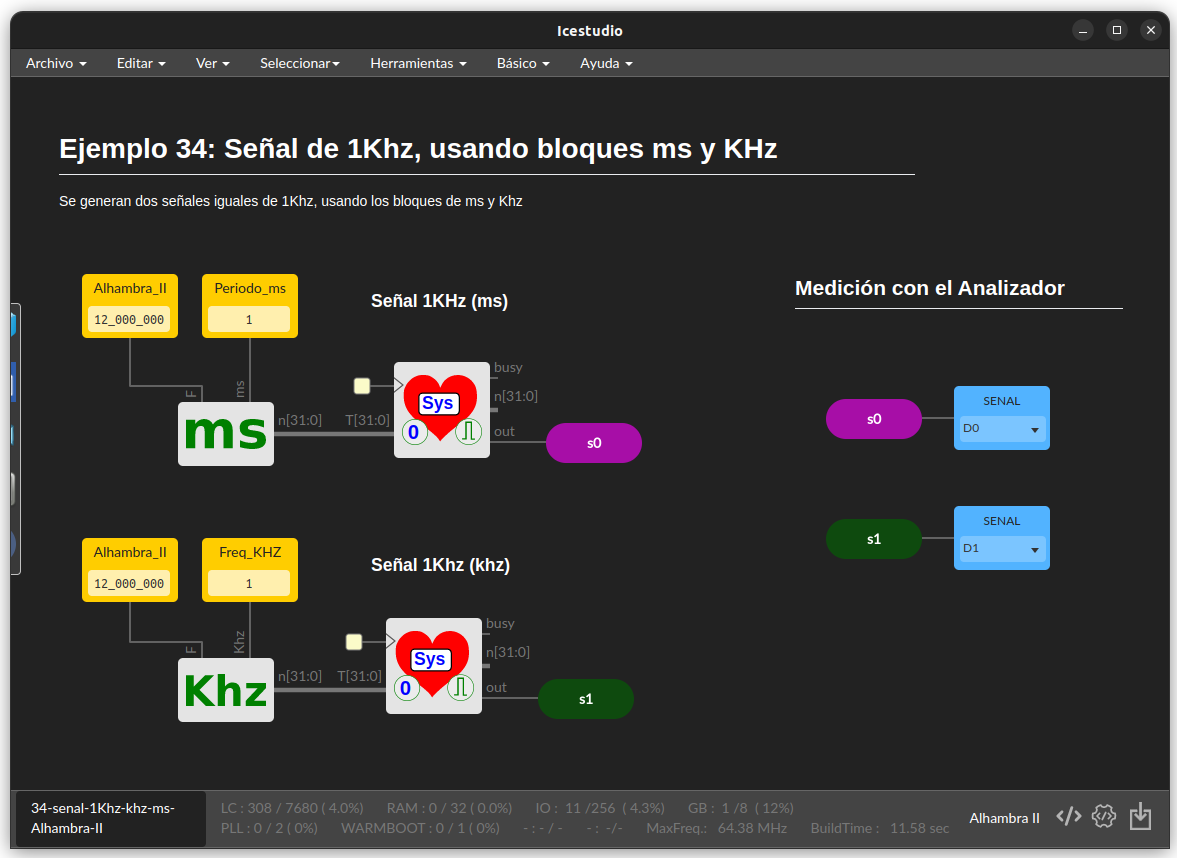 Icestudio
Archivo Editar Ver Seleccionar Herramientas Básico Ayuda
Ejemplo 34: Señal de 1Khz, usando bloques ms y KHz
Se generan dos señales iguales de 1Khz, usando los bloques de ms y Khz
Alhambra_II
12_000_000
Periodo_ms
1
Señal 1KHz (ms)
F
ms
ms
n[31:0]
T[31:0]
Sys
0
busy
n[31:0]
out
s0
Medición con el Analizador
s0
SENAL
D0
s1
SENAL
D1
Alhambra_II
12_000_000
Freq_KHZ
1
Señal 1Khz (khz)
F
Khz
Khz
n[31:0]
T[31:0]
Sys
0
busy
n[31:0]
out
s1
34-senal-1Khz-khz-ms-
Alhambra-II
LC : 308 / 7680 ( 4.0%) RAM : 0 / 32 ( 0.0%) IO : 11 /256 ( 4.3%) GB : 1 /8 ( 12%)
PLL : 0 / 2 ( 0%) WARMBOOT : 0 / 1 ( 0%) - : - / - - : -/- MaxFreq.: 64.38 MHz BuildTime : 11.58 sec
Alhambra II